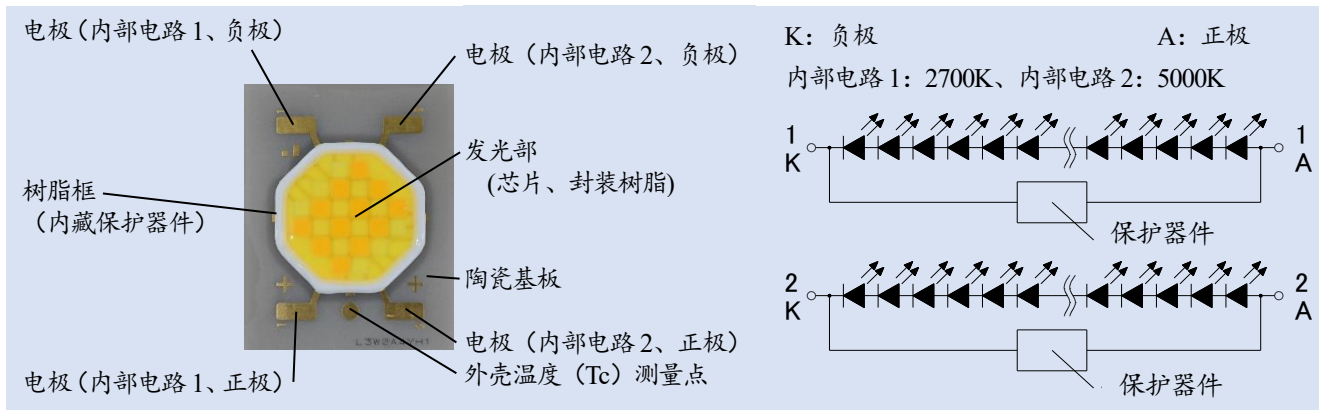 电极（内部电路 1、负极）
电极（内部电路 2、负极）
发光部
(芯片、封装树脂)
树脂框
（内藏保护器件）
陶瓷基板
电极（内部电路 2、正极）
外壳温度（Tc）测量点
电极（内部电路 1、正极）
K：负极 A：正极
内部电路 1：2700K、内部电路 2：5000K
1 1
K A
保护器件
2 2
K A
保护器件